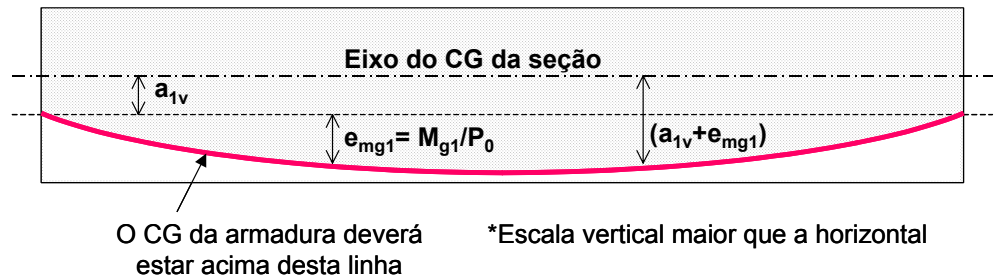 Eixo do CG da seção
a1v
emg1= Mg1/P0
(a1v+emg1)
O CG da armadura deverá
estar acima desta linha
*Escala vertical maior que a horizontal